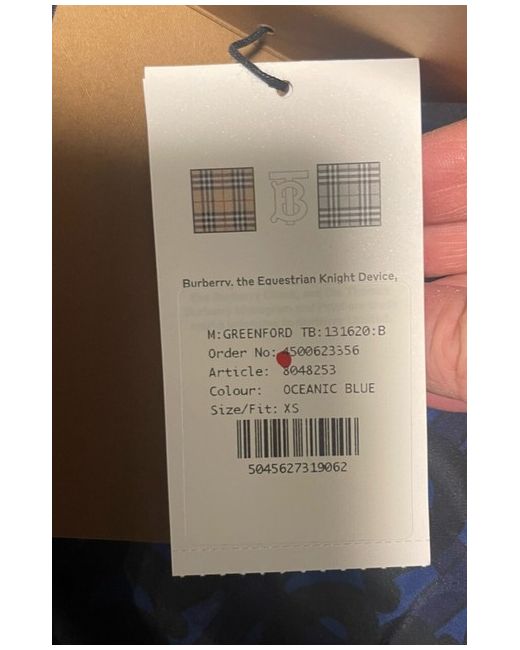 TB
Burberry, the Equestrian Knight Device,
M:GREENFORD TB:131620:B
Order No: 4500623356
Article: 8048253
Colour: OCEANIC BLUE
Size/Fit: XS
5045627319062